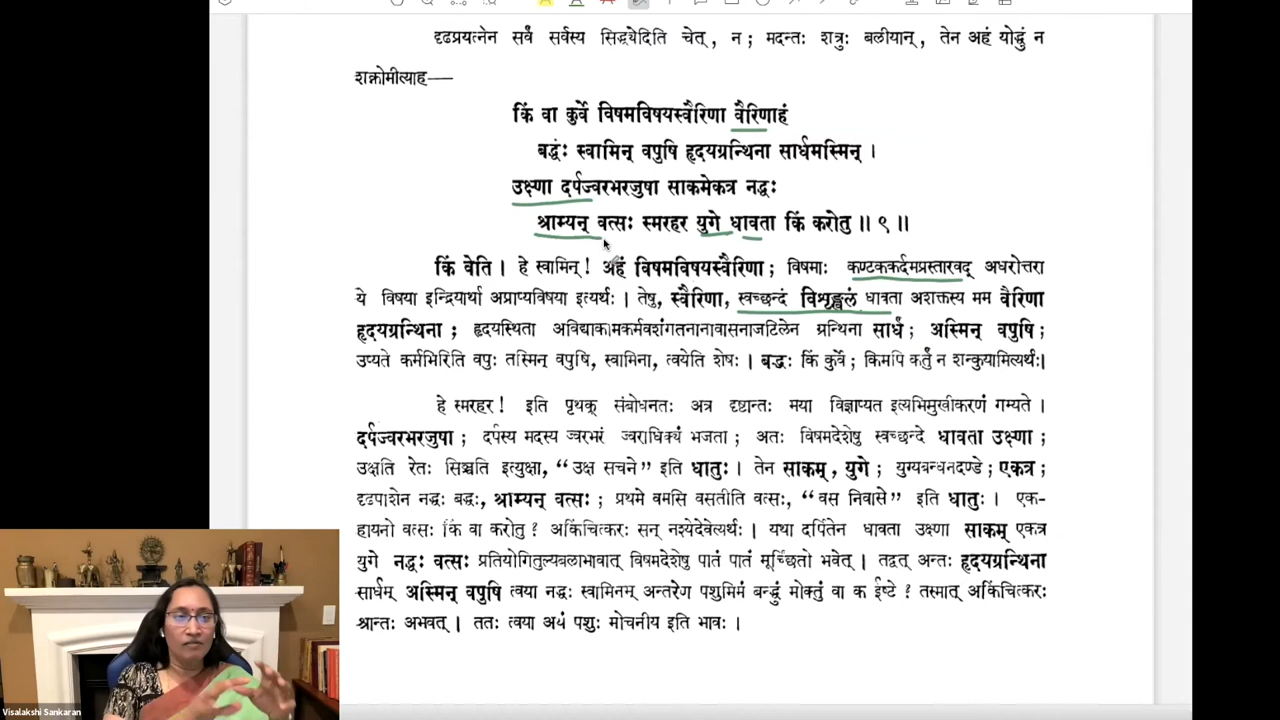 दृढप्रयत्नेन सर्वं सर्वस्य सिद्ध्येदिति चेत् , न ; मदन्तः शत्रुः बलीयान् , तेन अहं योद्धुं न
शक्नोमीत्याह—
किं वा कुर्वे विषमविषयस्वैरिणा वैरिणाहं
बद्धः स्वामिन् वपुषि हृदयग्रन्थिना सार्धमस्मिन् ।
उक्ष्णा दर्पज्वरभरजुषा साकमेकत्र नद्धः
श्राम्यन् वत्सः स्मरहर युगे धावता किं करोतु ॥ ९ ॥
किं वेति । हे स्वामिन् ! अहं विषमविषयस्वैरिणा ; विषमाः कण्टककर्दमप्रस्तारवद् अधरोत्तरा
ये विषया इन्द्रियार्था अप्राप्यविषया इत्यर्थः । तेषु, स्वैरिणा, स्वच्छन्दं विशृङ्खलं धावता अशक्तस्य मम वैरिणा
हृदयग्रन्थिना ; हृदयस्थिता अविद्याकामकर्मवशंगतनानावासनाजटिलेन ग्रन्थिना सार्धं ; अस्मिन् वपुषि ;
उप्यते कर्मभिरिति वपुः तस्मिन् वपुषि, स्वामिना, त्वयेति शेषः । बद्धः किं कुर्वे ; किमपि कर्तुं न शन्कुयामित्यर्थः।
हे स्मरहर ! इति पृथक् संबोधनतः अत्र दृष्टान्तः मया विज्ञाप्यत इत्यभिमुखीकरणं गम्यते ।
दर्पज्वरभरजुषा ; दर्पस्य मदस्य ज्वरभरं ज्वराधिक्यं भजता ; अतः विषमदेशेषु स्वच्छन्दे धावता उक्ष्णा ;
उक्षति रेतः सिञ्चति इत्युक्षा, “उक्ष सचने” इति धातुः । तेन साकम् , युगे ; युग्यबन्धनदण्डे ; एकत्र ;
दृढपाशेन नद्धः बद्धः, श्राम्यन् वत्सः ; प्रथमे वमसि वसतीति वत्सः, “वस निवासे” इति धातुः । एक-
हायनो वत्सः किं वा करोतु ? अकिंचित्करः सन् नश्येदेवेत्यर्थः । यथा दर्पितेन धावता उक्ष्णा साकम् एकत्र
युगे नद्धः वत्सः प्रतियोगितुल्यबलाभावात् विषमदेशेषु पातं पातं मूर्च्छितो भवेत् । तद्वत् अन्तः हृदयग्रन्थिना
सार्धम् अस्मिन् वपुषि त्वया नद्धः स्वामिनम् अन्तरेण पशुमिमं बन्द्धुं मोक्तुं वा क ईष्टे ? तस्मात् अकिंचित्करः
श्रान्तः अभवत् । ततः त्वया अयं पशुः मोचनीय इति भावः ।
Visalakshi Sankaran